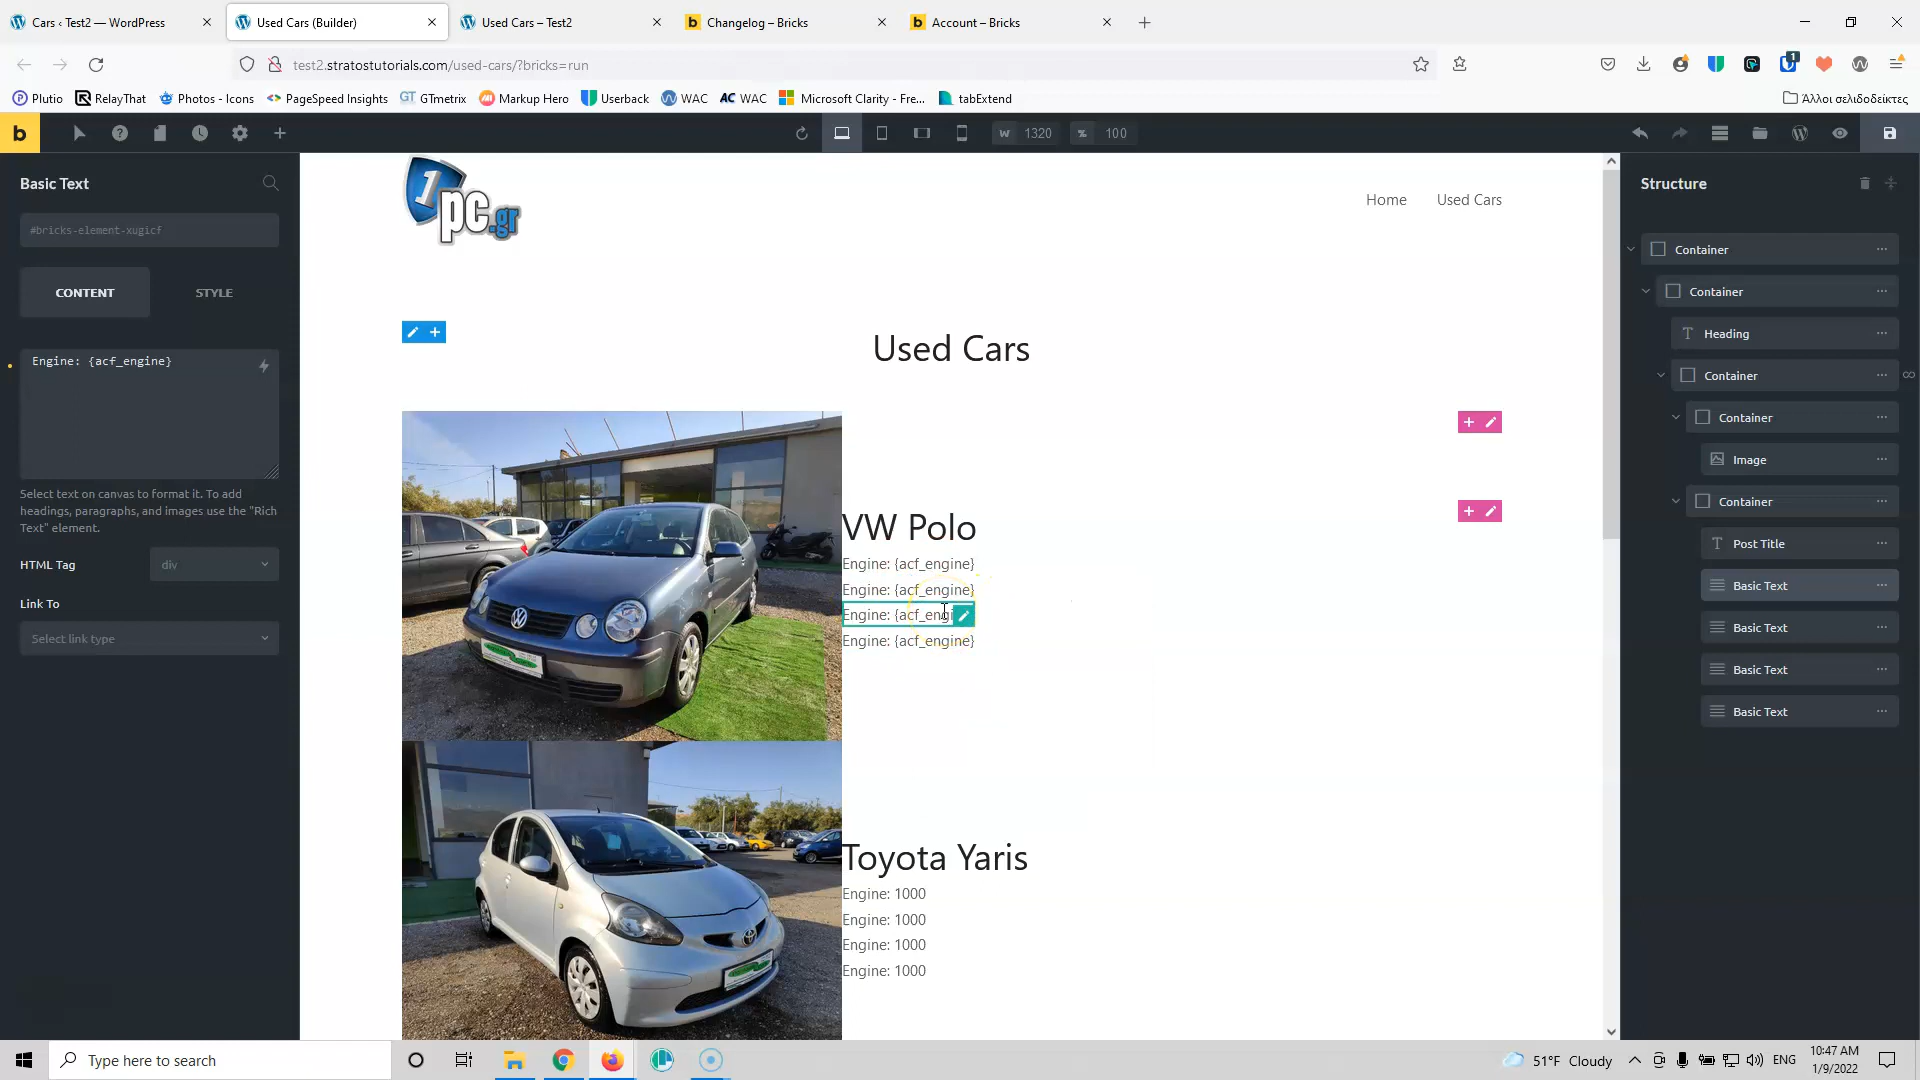 Cars ‹ Test2 — WordPress
Used Cars (Builder)
Used Cars – Test2
Changelog – Bricks
Account – Bricks
test2.stratostutorials.com/used-cars/?bricks=run
Plutio
RelayThat
Photos - Icons
PageSpeed Insights
GTmetrix
Markup Hero
Userback
WAC
AC WAC
Microsoft Clarity - Fre...
tabExtend
Άλλοι σελιδοδείκτες
b
W 1320
% 100
Basic Text
#bricks-element-xugicf
CONTENT
STYLE
Engine: {acf_engine}
Select text on canvas to format it. To add
headings, paragraphs, and images use the "Rich
Text" element.
HTML Tag
div
Link To
Select link type
1pc.gr
Home
Used Cars
Used Cars
VW Polo
Engine: {acf_engine}
Engine: {acf_engine}
Engine: {acf_engi
Engine: {acf_engine}
Toyota Yaris
Engine: 1000
Engine: 1000
Engine: 1000
Engine: 1000
Structure
Container
Container
Heading
Container
Container
Image
Container
Post Title
Basic Text
Basic Text
Basic Text
Basic Text
Type here to search
51°F Cloudy
ENG
10:47 AM
1/9/2022